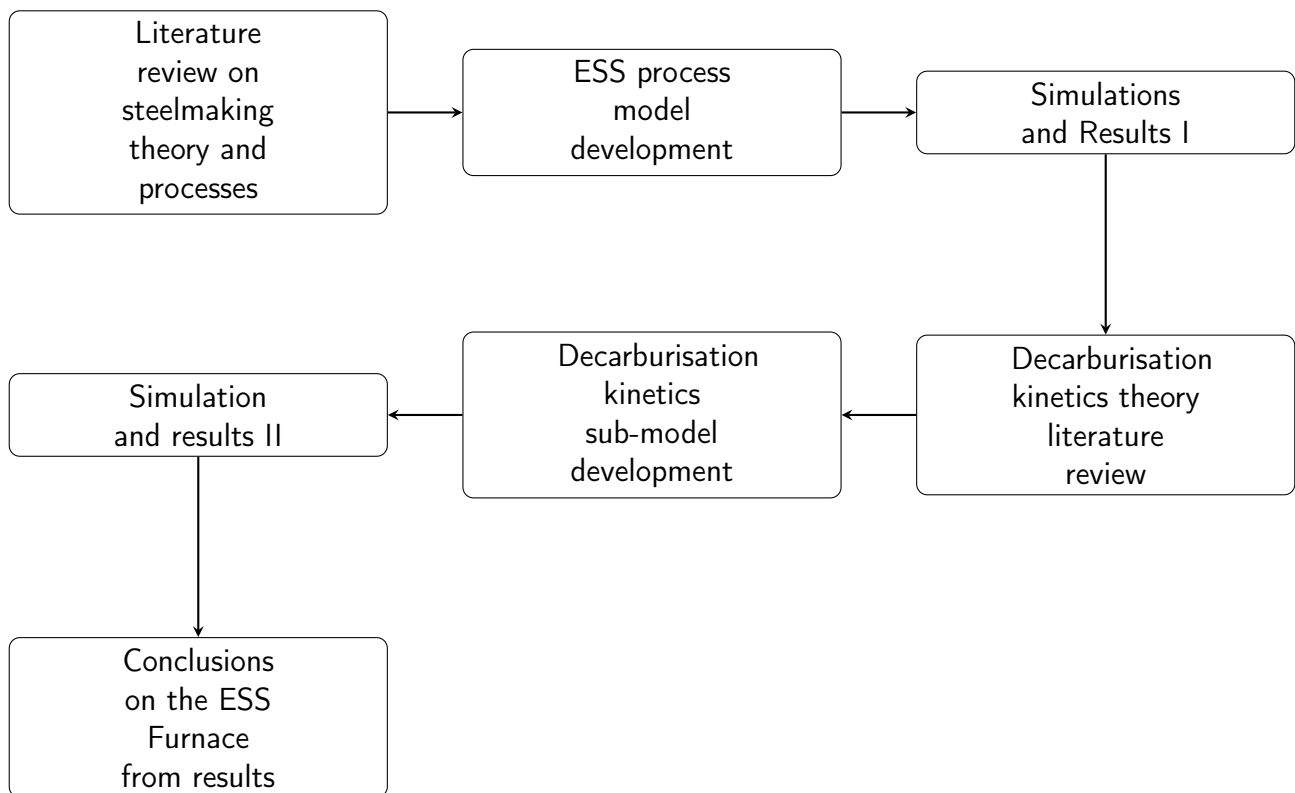 Literature
review on
steelmaking
theory and
processes
ESS process
model
development
Simulations
and Results I
Decarburisation
kinetics theory
literature
review
Decarburisation
kinetics
sub-model
development
Simulation
and results II
Conclusions
on the ESS
Furnace
from results